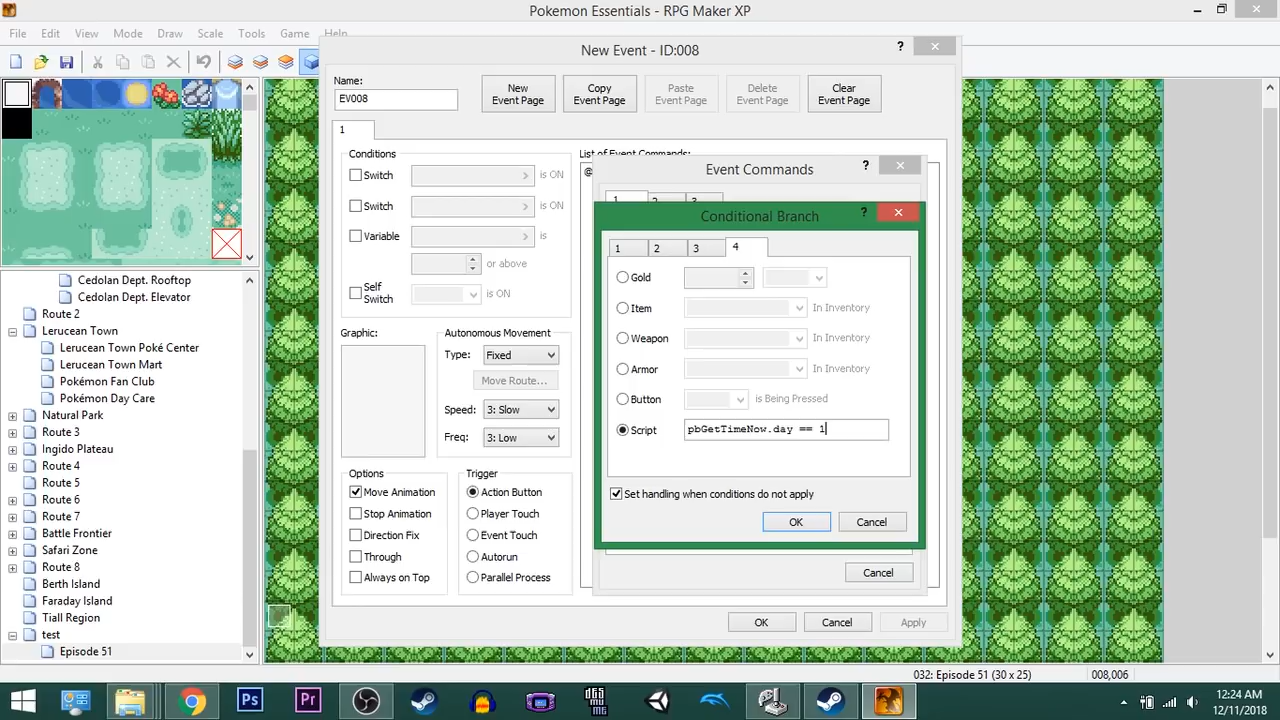 Pokemon Essentials - RPG Maker XP
File Edit View Mode Draw Scale Tools Game Help
New Event - ID:008
?
Name:
EV008
New Event Page
Copy Event Page
Paste Event Page
Delete Event Page
Clear Event Page
1
Conditions
Switch is ON
Switch is ON
Variable is
or above
Self Switch is ON
Graphic:
Autonomous Movement
Type: Fixed
Move Route...
Speed: 3: Slow
Freq: 3: Low
Options
Move Animation
Stop Animation
Direction Fix
Through
Always on Top
Trigger
Action Button
Player Touch
Event Touch
Autorun
Parallel Process
List of Event Commands:
@
Event Commands
?
1 2 3
Conditional Branch
?
1 2 3 4
Gold
Item In Inventory
Weapon In Inventory
Armor In Inventory
Button is Being Pressed
Script pbGetTimeNow.day == 1
Set handling when conditions do not apply
OK Cancel
Cancel
OK Cancel Apply
Cedolan Dept. Rooftop
Cedolan Dept. Elevator
Route 2
Lerucean Town
Lerucean Town Poké Center
Lerucean Town Mart
Pokémon Fan Club
Pokémon Day Care
Natural Park
Route 3
Ingido Plateau
Route 4
Route 5
Route 6
Route 7
Battle Frontier
Safari Zone
Route 8
Berth Island
Faraday Island
Tiall Region
test
Episode 51
032: Episode 51 (30 x 25) 008,006
Ps
Pr
12:24 AM
12/11/2018